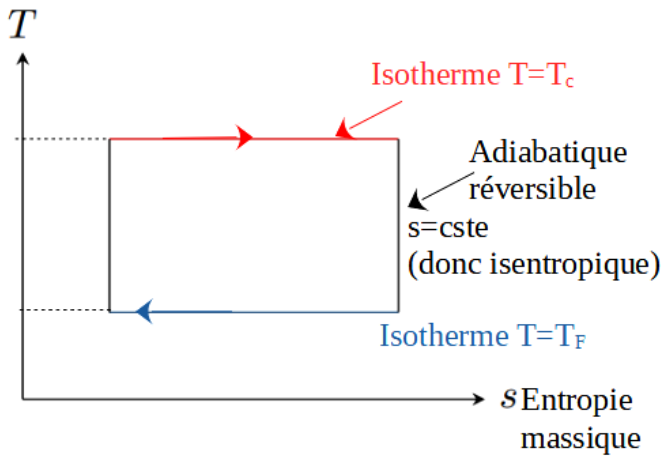 T
Isotherme T=Tc
Adiabatique
réversible
s=cste
(donc isentropique)
Isotherme T=TF
s Entropie
massique